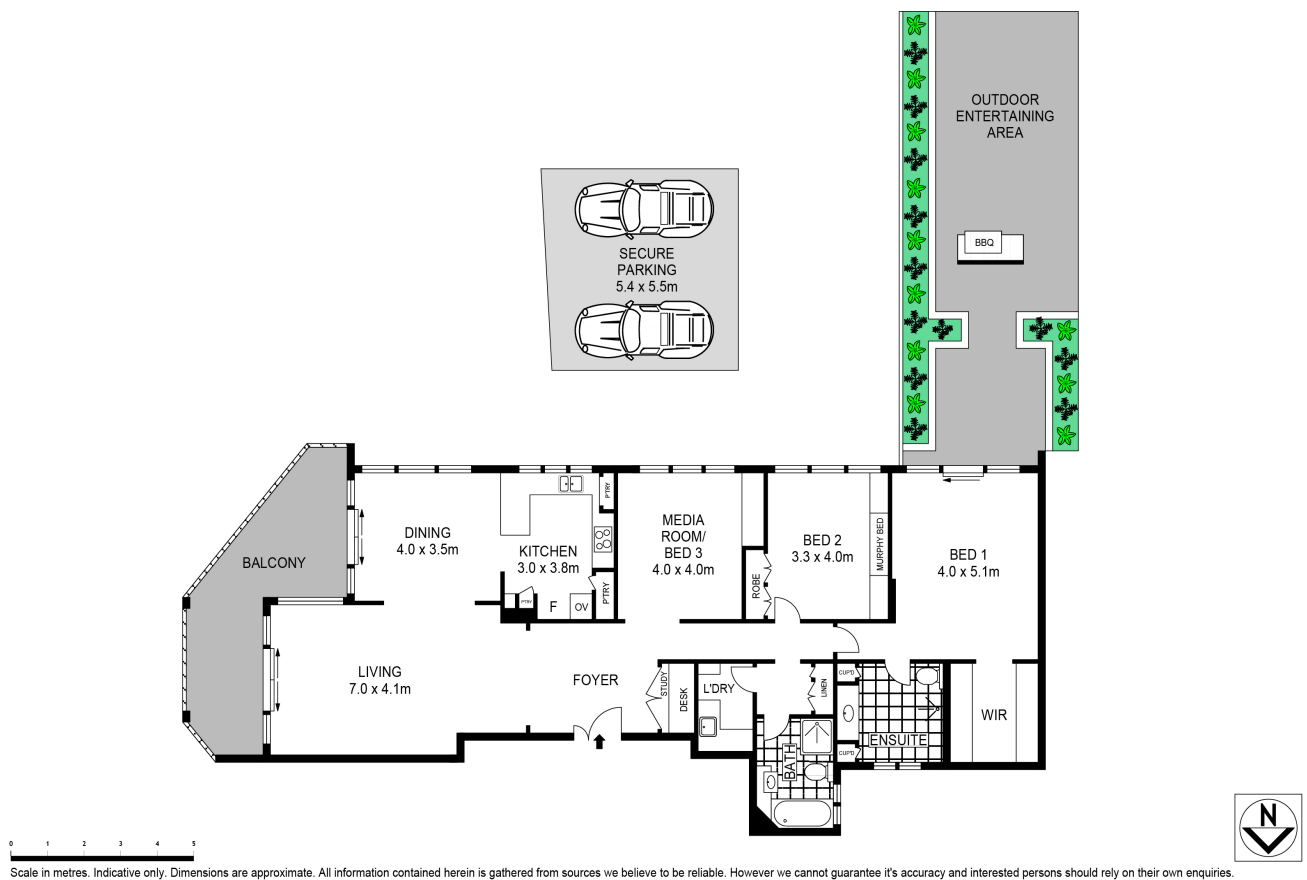 OUTDOOR
ENTERTAINING
AREA
BBQ
SECURE
PARKING
5.4 x 5.5m
BALCONY
DINING
4.0 x 3.5m
KITCHEN
3.0 x 3.8m
PTRY
PTRY
PTRY
F
OV
MEDIA
ROOM/
BED 3
4.0 x 4.0m
ROBE
BED 2
3.3 x 4.0m
MURPHY BED
BED 1
4.0 x 5.1m
LIVING
7.0 x 4.1m
FOYER
STUDY
DESK
L'DRY
LINEN
BATH
CUP'D
ENSUITE
CUP'D
WIR
N
0 1 2 3 4 5
Scale in metres. Indicative only. Dimensions are approximate. All information contained herein is gathered from sources we believe to be reliable. However we cannot guarantee it's accuracy and interested persons should rely on their own enquiries.